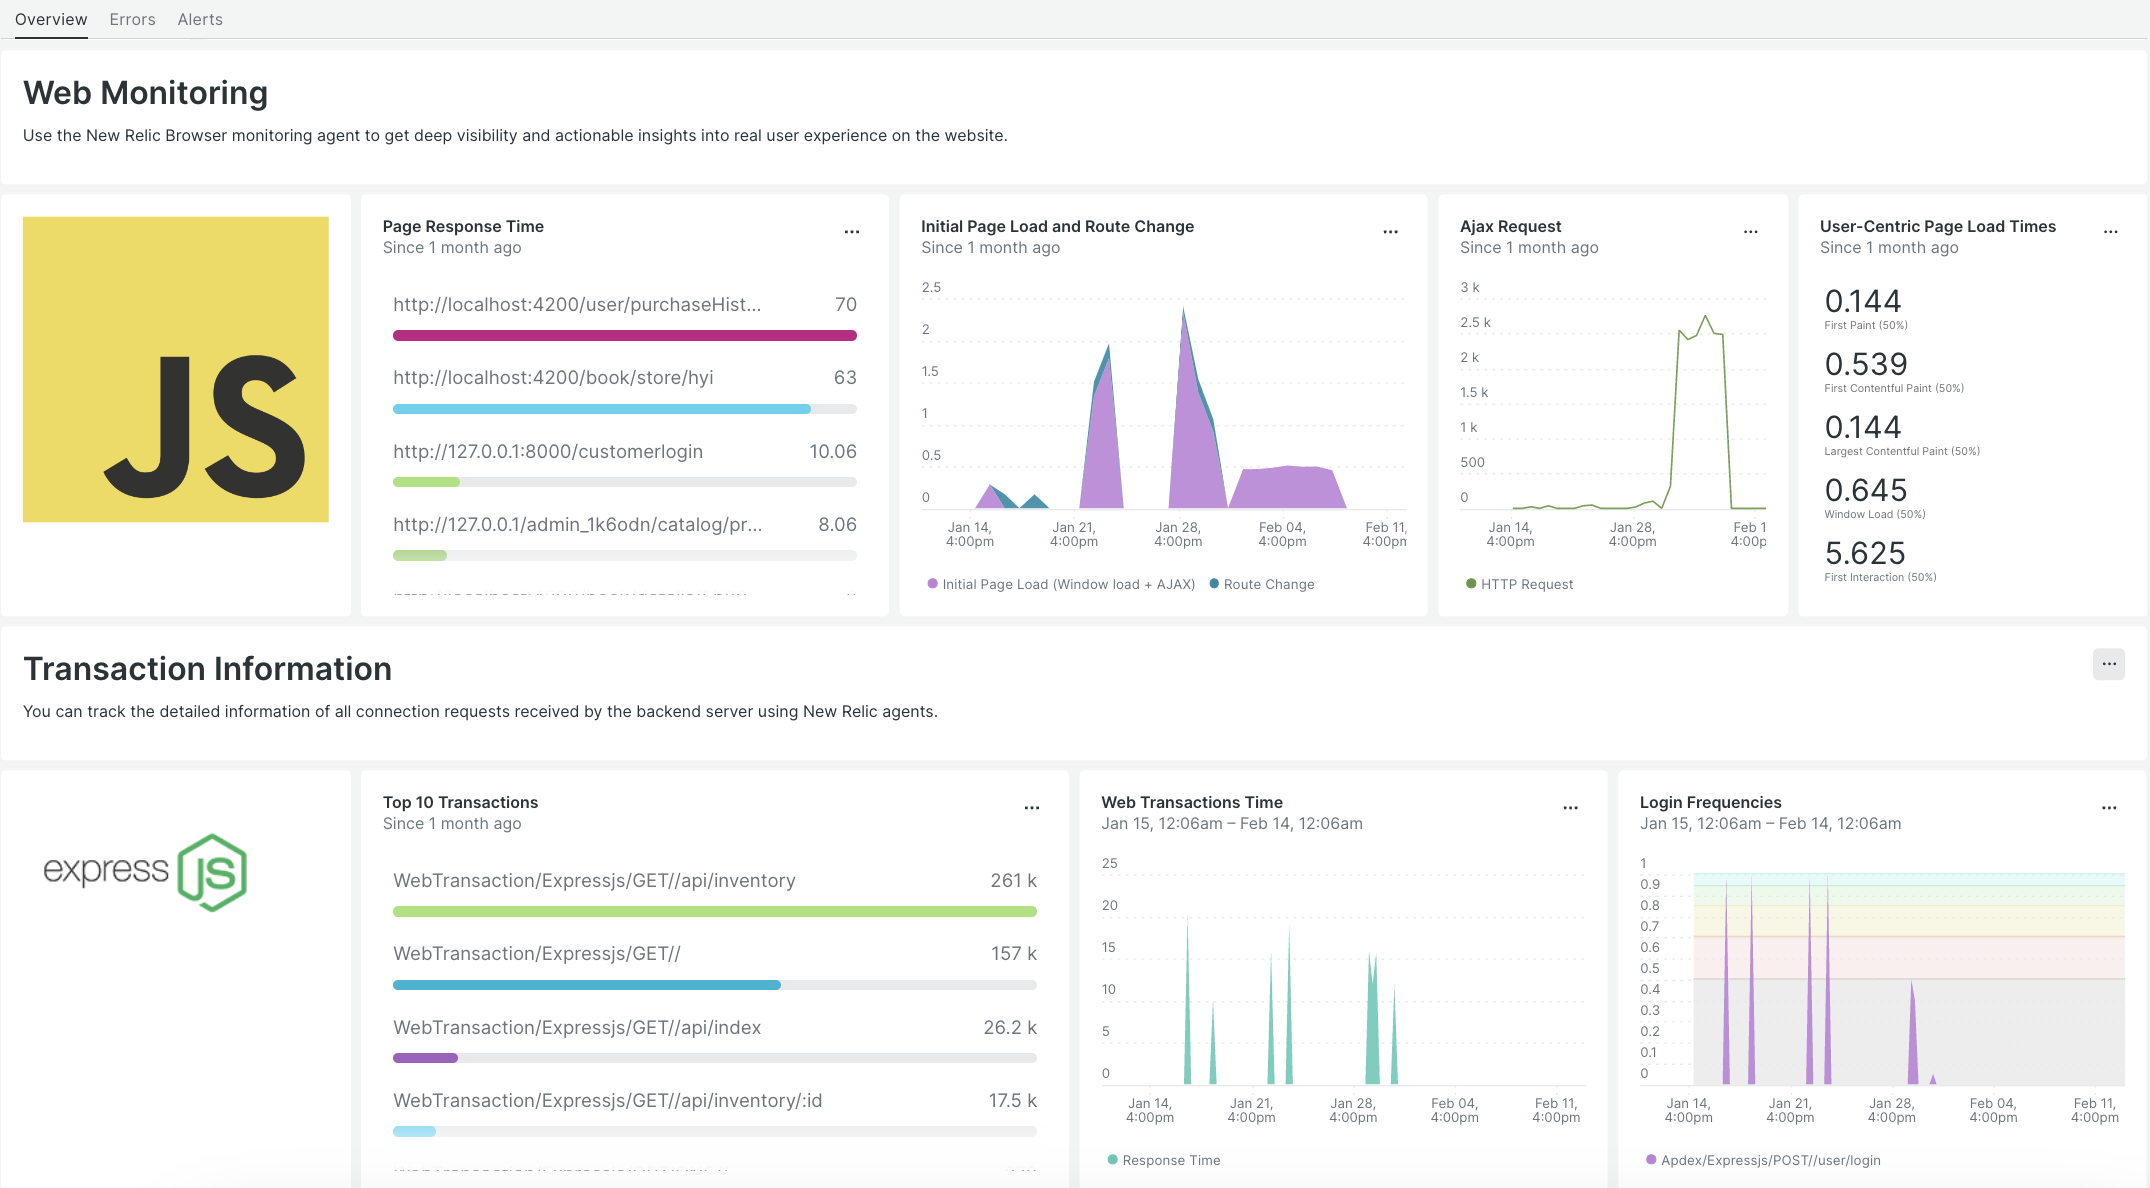 Overview Errors Alerts
Web Monitoring
Use the New Relic Browser monitoring agent to get deep visibility and actionable insights into real user experience on the website.
JS
Page Response Time
Since 1 month ago
http://localhost:4200/user/purchaseHist... 70
http://localhost:4200/book/store/hyi 63
http://127.0.0.1:8000/customerlogin 10.06
http://127.0.0.1/admin_1k6odn/catalog/pr... 8.06
Initial Page Load and Route Change
Since 1 month ago
2.5
2
1.5
1
0.5
0
Jan 14, Jan 21, Jan 28, Feb 04, Feb 11,
4:00pm 4:00pm 4:00pm 4:00pm 4:00pm
Initial Page Load (Window load + AJAX) Route Change
Ajax Request
Since 1 month ago
3 k
2.5 k
2 k
1.5 k
1 k
500
0
Jan 14, Jan 28, Feb 1
4:00pm 4:00pm 4:00p
HTTP Request
User-Centric Page Load Times
Since 1 month ago
0.144
First Paint (50%)
0.539
First Contentful Paint (50%)
0.144
Largest Contentful Paint (50%)
0.645
Window Load (50%)
5.625
First Interaction (50%)
Transaction Information
You can track the detailed information of all connection requests received by the backend server using New Relic agents.
express JS
Top 10 Transactions
Since 1 month ago
WebTransaction/Expressjs/GET//api/inventory 261 k
WebTransaction/Expressjs/GET// 157 k
WebTransaction/Expressjs/GET//api/index 26.2 k
WebTransaction/Expressjs/GET//api/inventory/:id 17.5 k
Web Transactions Time
Jan 15, 12:06am – Feb 14, 12:06am
25
20
15
10
5
0
Jan 14, Jan 21, Jan 28, Feb 04, Feb 11,
4:00pm 4:00pm 4:00pm 4:00pm 4:00pm
Response Time
Login Frequencies
Jan 15, 12:06am – Feb 14, 12:06am
1
0.9
0.8
0.7
0.6
0.5
0.4
0.3
0.2
0.1
0
Jan 14, Jan 21, Jan 28, Feb 04, Feb 11,
4:00pm 4:00pm 4:00pm 4:00pm 4:00pm
Apdex/Expressjs/POST//user/login